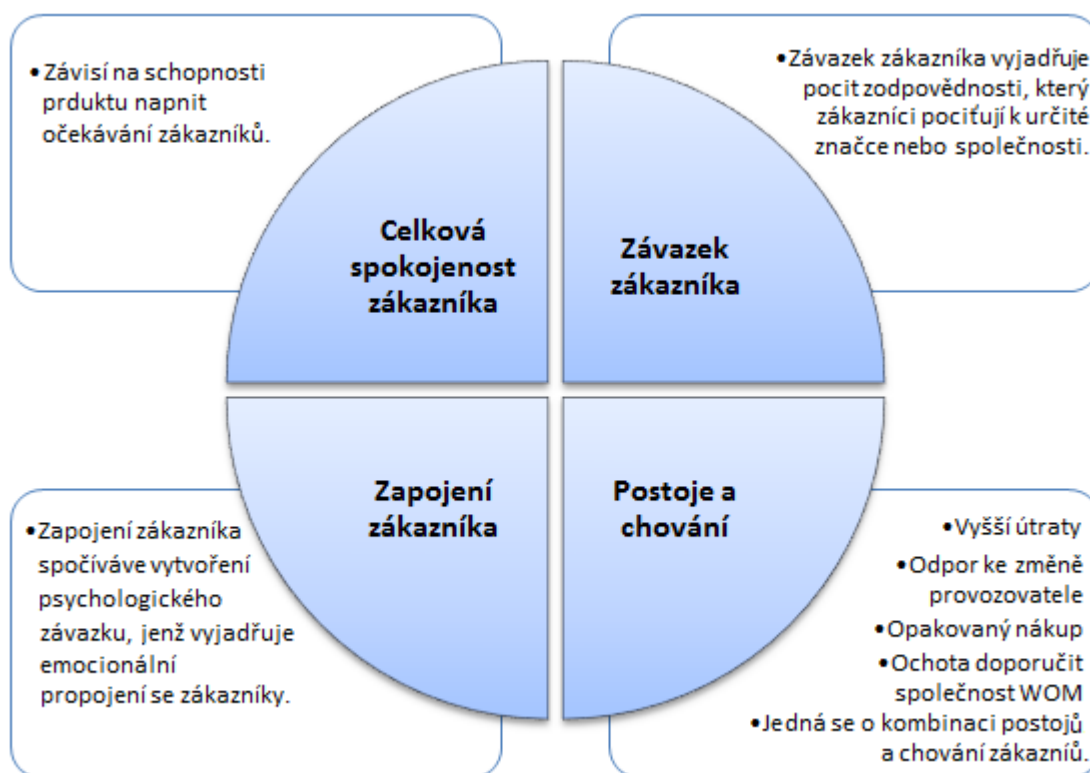 •Závisí na schopnosti
prduktu napnit
očekávání zákazníků.
•Závazek zákazníka vyjadřuje
pocit zodpovědnosti, který
zákazníci pociťují k určité
značce nebo společnosti.
Celková
spokojenost
zákazníka
Závazek
zákazníka
Zapojení
zákazníka
Postoje a
chování
•Zapojení zákazníka
spočíváve vytvoření
psychologického
závazku, jenž vyjadřuje
emocionální
propojení se zákazníky.
•Vyšší útraty
•Odpor ke změně
provozovatele
•Opakovaný nákup
•Ochota doporučit
společnost WOM
•Jedná se o kombinaci postojů
a chování zákazníů.